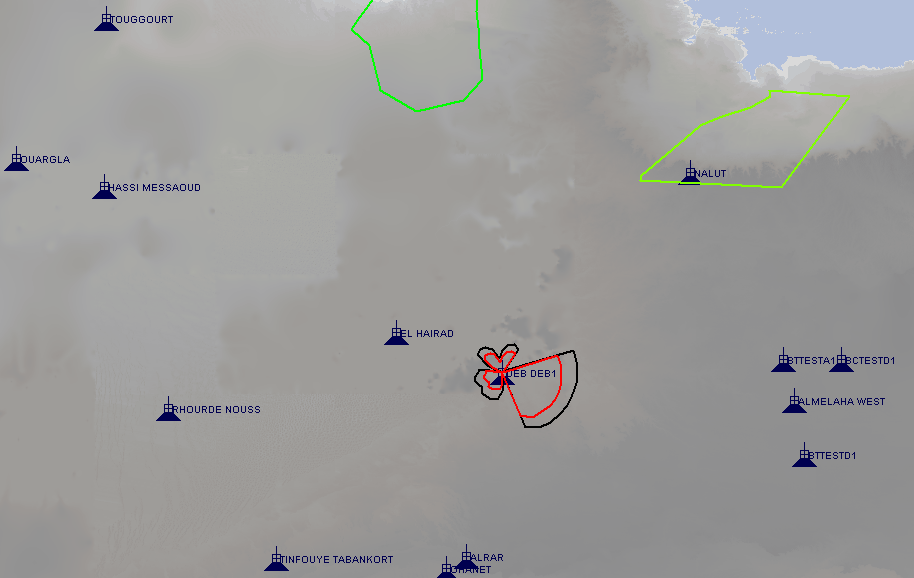 TOUGGOURT
OUARGLA
NALUT
HASSI MESSAOUD
EL HAIRAD
BTTESTA1
BCTESTD1
DEB DEB1
ALMELAHA WEST
RHOURDE NOUSS
BTTESTD1
ALRAR
TINFOUYE TABANKORT